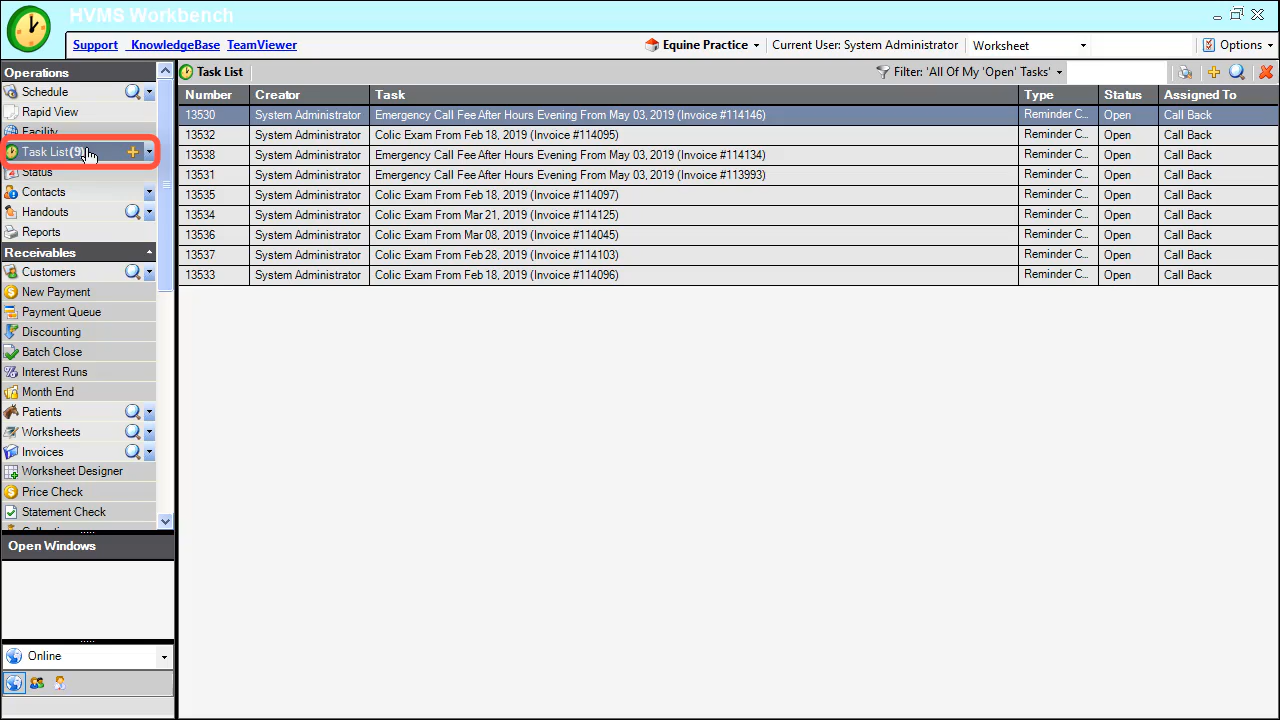 HVMS Workbench
Support KnowledgeBase TeamViewer Equine Practice Current User: System Administrator Worksheet Options
Operations
Schedule
Rapid View
Facility
Task List (9)
Status
Contacts
Handouts
Reports
Receivables
Customers
New Payment
Payment Queue
Discounting
Batch Close
Interest Runs
Month End
Patients
Worksheets
Invoices
Worksheet Designer
Price Check
Statement Check
Open Windows
Online
Task List Filter: 'All Of My 'Open' Tasks'
Number Creator Task Type Status Assigned To
13530 System Administrator Emergency Call Fee After Hours Evening From May 03, 2019 (Invoice #114146) Reminder C... Open Call Back
13532 System Administrator Colic Exam From Feb 18, 2019 (Invoice #114095) Reminder C... Open Call Back
13538 System Administrator Emergency Call Fee After Hours Evening From May 03, 2019 (Invoice #114134) Reminder C... Open Call Back
13531 System Administrator Emergency Call Fee After Hours Evening From May 03, 2019 (Invoice #113993) Reminder C... Open Call Back
13535 System Administrator Colic Exam From Feb 18, 2019 (Invoice #114097) Reminder C... Open Call Back
13534 System Administrator Colic Exam From Mar 21, 2019 (Invoice #114125) Reminder C... Open Call Back
13536 System Administrator Colic Exam From Mar 08, 2019 (Invoice #114045) Reminder C... Open Call Back
13537 System Administrator Colic Exam From Feb 28, 2019 (Invoice #114103) Reminder C... Open Call Back
13533 System Administrator Colic Exam From Feb 18, 2019 (Invoice #114096) Reminder C... Open Call Back